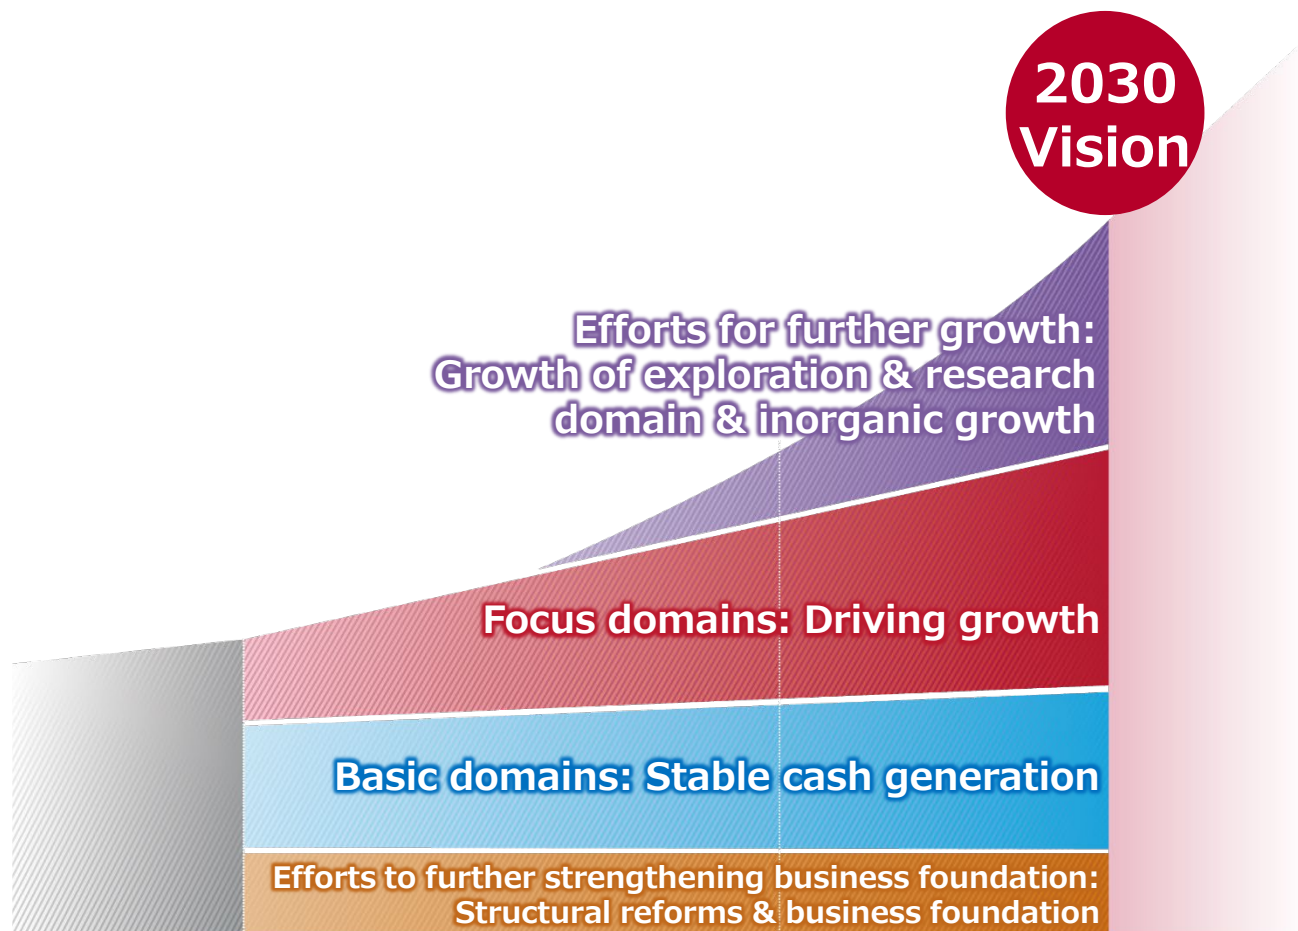 2030
Vision
Efforts for further growth:
Growth of exploration & research
domain & inorganic growth
Focus domains: Driving growth
Basic domains: Stable cash generation
Efforts to further strengthening business foundation:
Structural reforms & business foundation